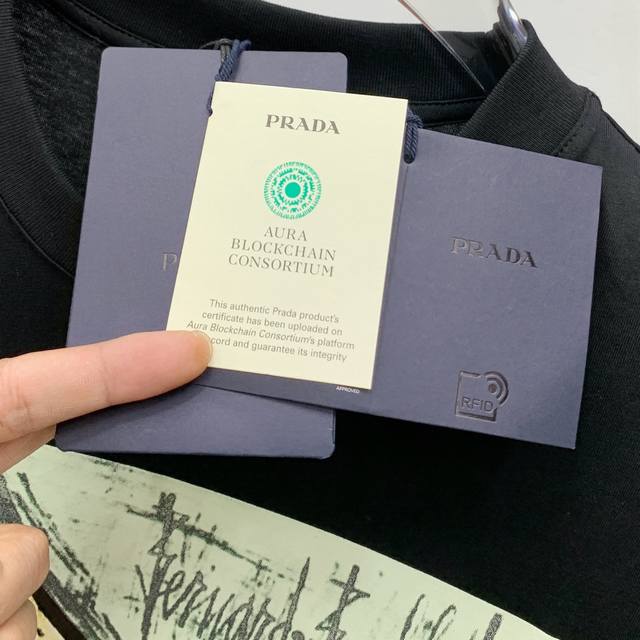 PRADA
AURA
BLOCKCHAIN
CONSORTIUM
This authentic Prada product's
certificate has been uploaded on
Aura Blockchain Consortium's platform
cord and guarantee its integrity
APPROVED
P
PRADA
RFID